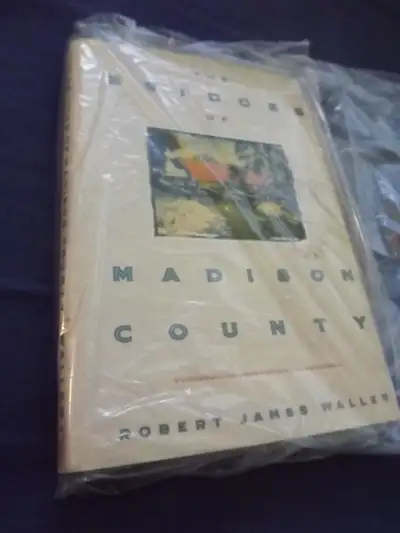 THE
BRIDGES
OF
MADISON
COUNTY
ROBERT JAMES WALLER